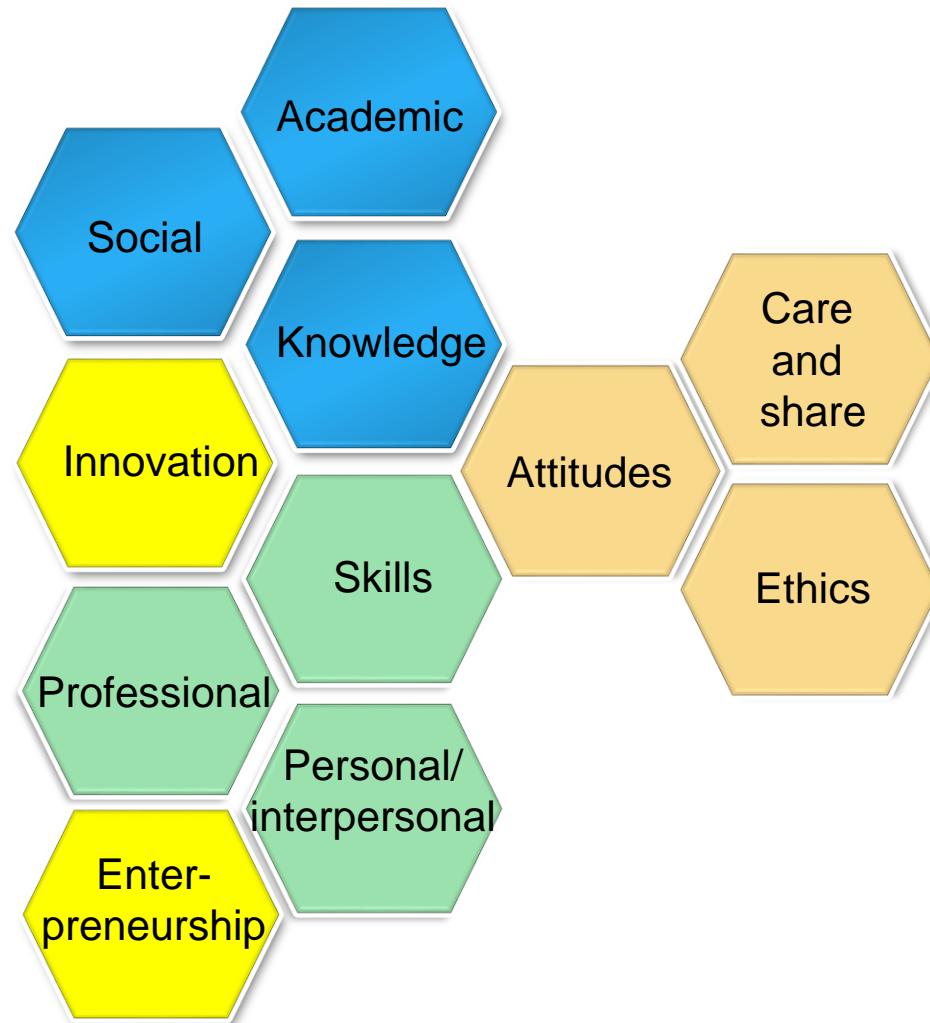 Academic
Social
Knowledge
Care
and
share
Innovation
Attitudes
Skills
Ethics
Professional
Personal/
interpersonal
Enter-
preneurship